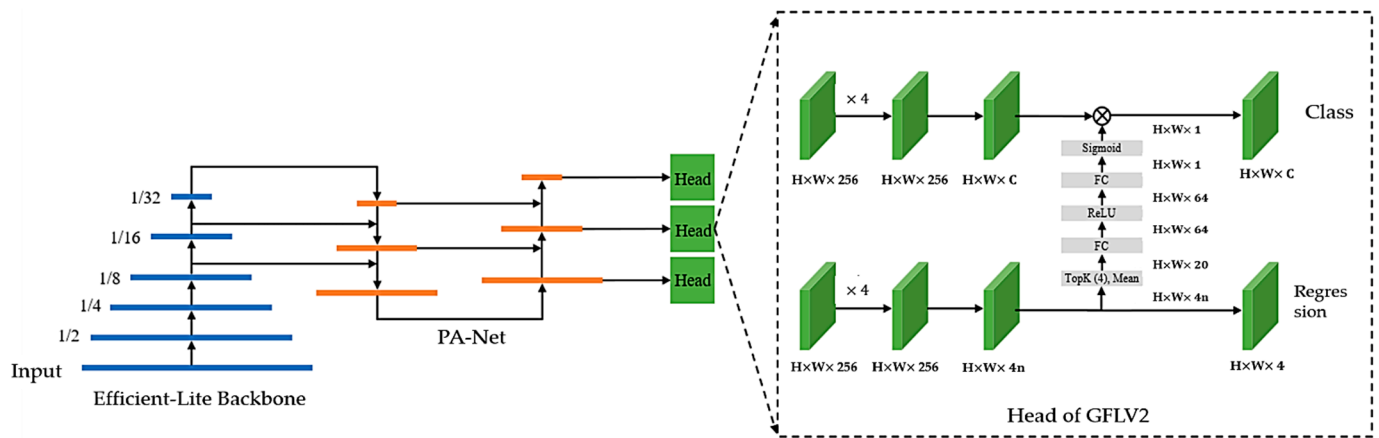 1/32
1/16
1/8
1/4
1/2
Input
Efficient-Lite Backbone
PA-Net
Head
Head
Head
× 4
H×W× 256
H×W× 256
H×W× C
Sigmoid
FC
ReLU
FC
TopK (4), Mean
H×W× 1
H×W× 1
H×W× 64
H×W× 64
H×W× 20
H×W× 4n
Class
H×W× C
× 4
H×W× 256
H×W× 256
H×W× 4n
Regres
sion
H×W× 4
Head of GFLV2